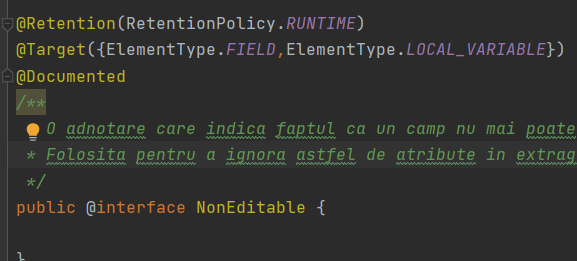 @Retention(RetentionPolicy.RUNTIME)
@Target({ElementType.FIELD,ElementType.LOCAL_VARIABLE})
@Documented
/**
O adnotare care indica faptul ca un camp nu mai poate
* Folosita pentru a ignora astfel de atribute in extrag
*/
public @interface NonEditable {
}